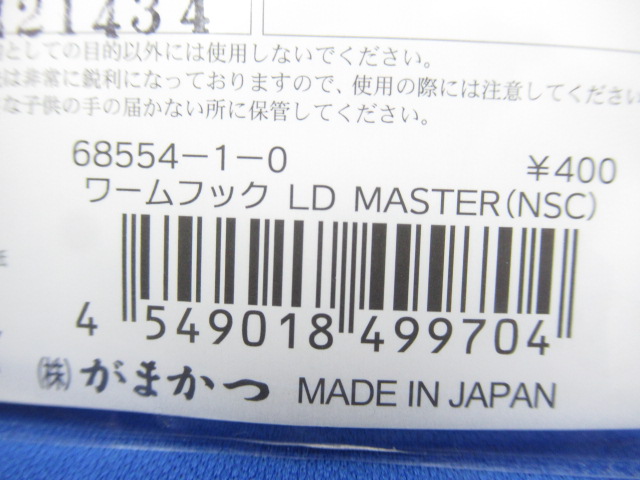 21434
としての目的以外には使用しないでください。
は非常に鋭利になっておりますので、使用の際には注意してください
な子供の手の届かない所に保管してください。
68554-1-0 ¥400
ワームフック LD MASTER(NSC)
4 549018 499704
(株)がまかつ MADE IN JAPAN